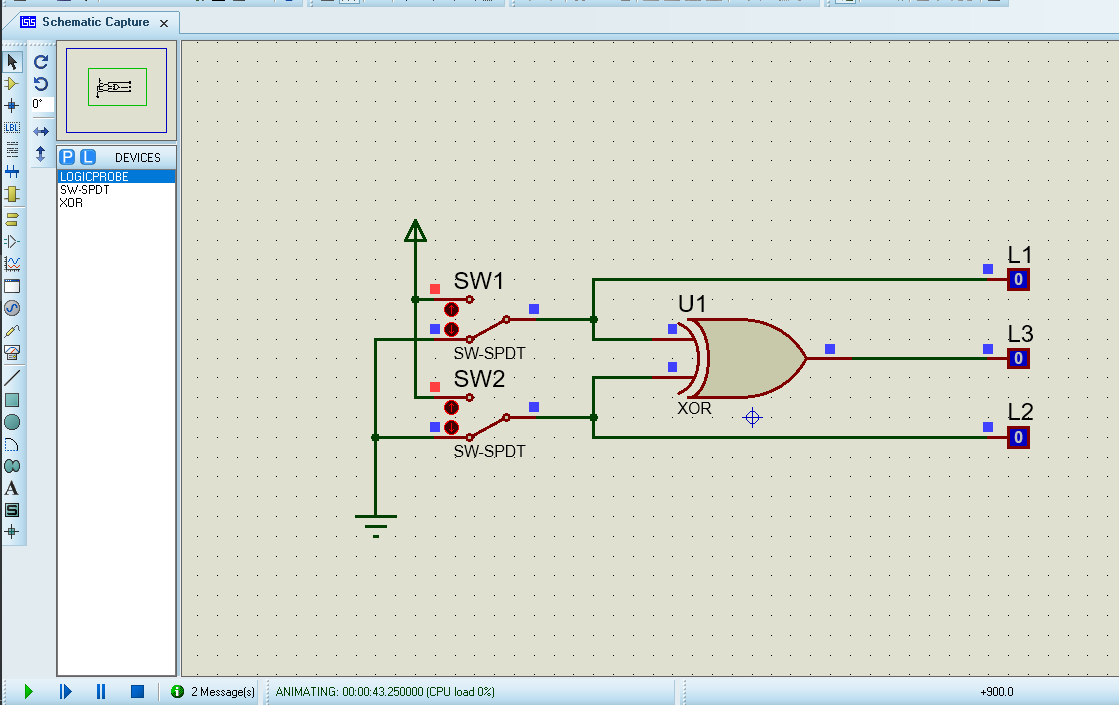 Schematic Capture
0°
LBL
P L DEVICES
LOGICPROBE
SW-SPDT
XOR
A
S
SW1
SW-SPDT
SW2
SW-SPDT
U1
XOR
L1
0
L3
0
L2
0
2 Message(s)
ANIMATING: 00:00:43.250000 (CPU load 0%)
+900.0